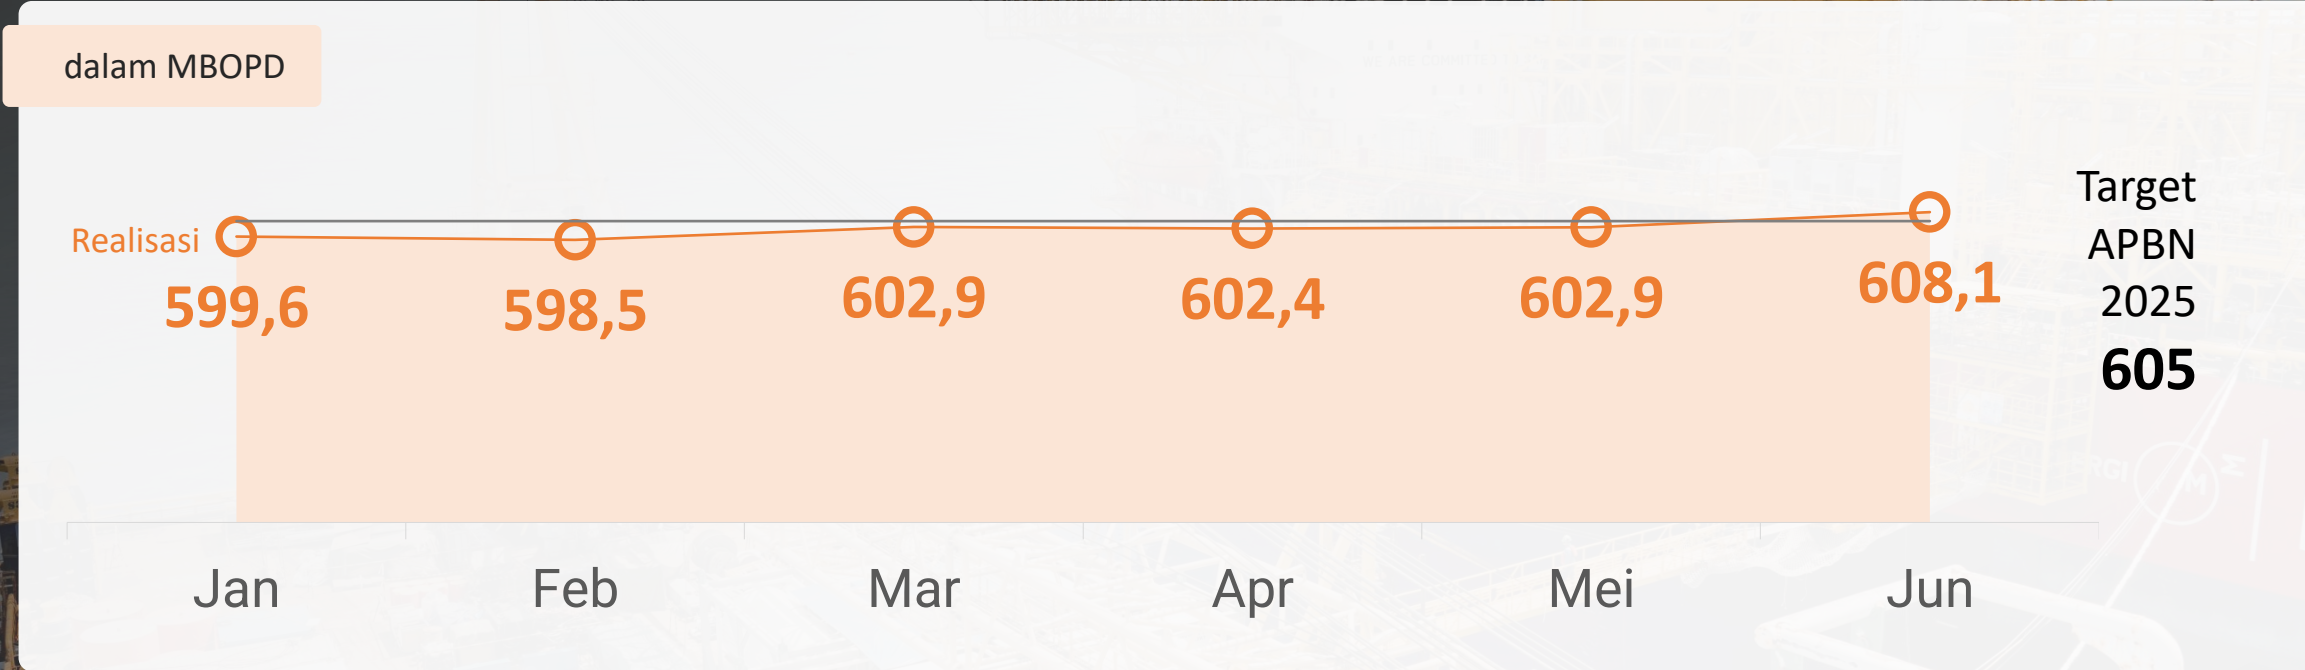 dalam MBOPD
Realisasi
599,6
598,5
602,9
602,4
602,9
608,1
Target
APBN
2025
605
Jan
Feb
Mar
Apr
Mei
Jun